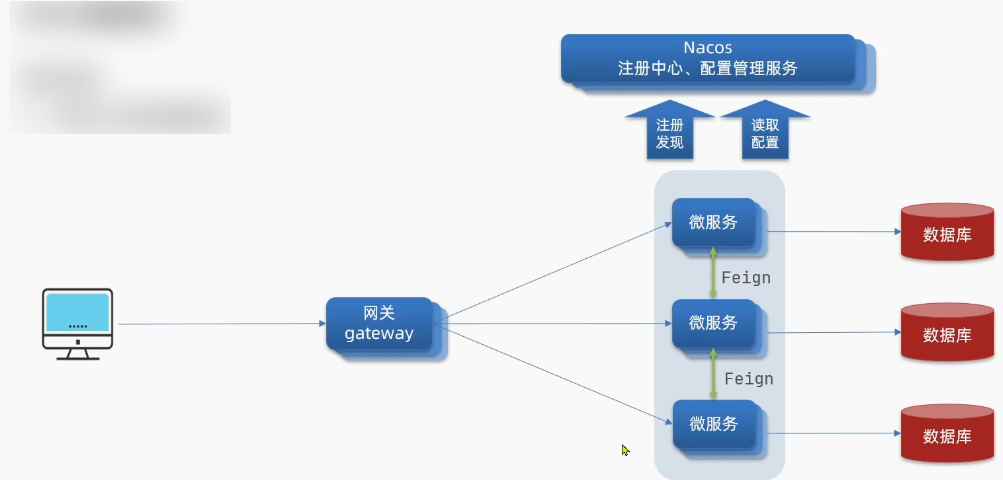 Nacos
注册中心、配置管理服务
注册
发现
读取
配置
微服务
数据库
Feign
网关
gateway
微服务
数据库
Feign
微服务
数据库